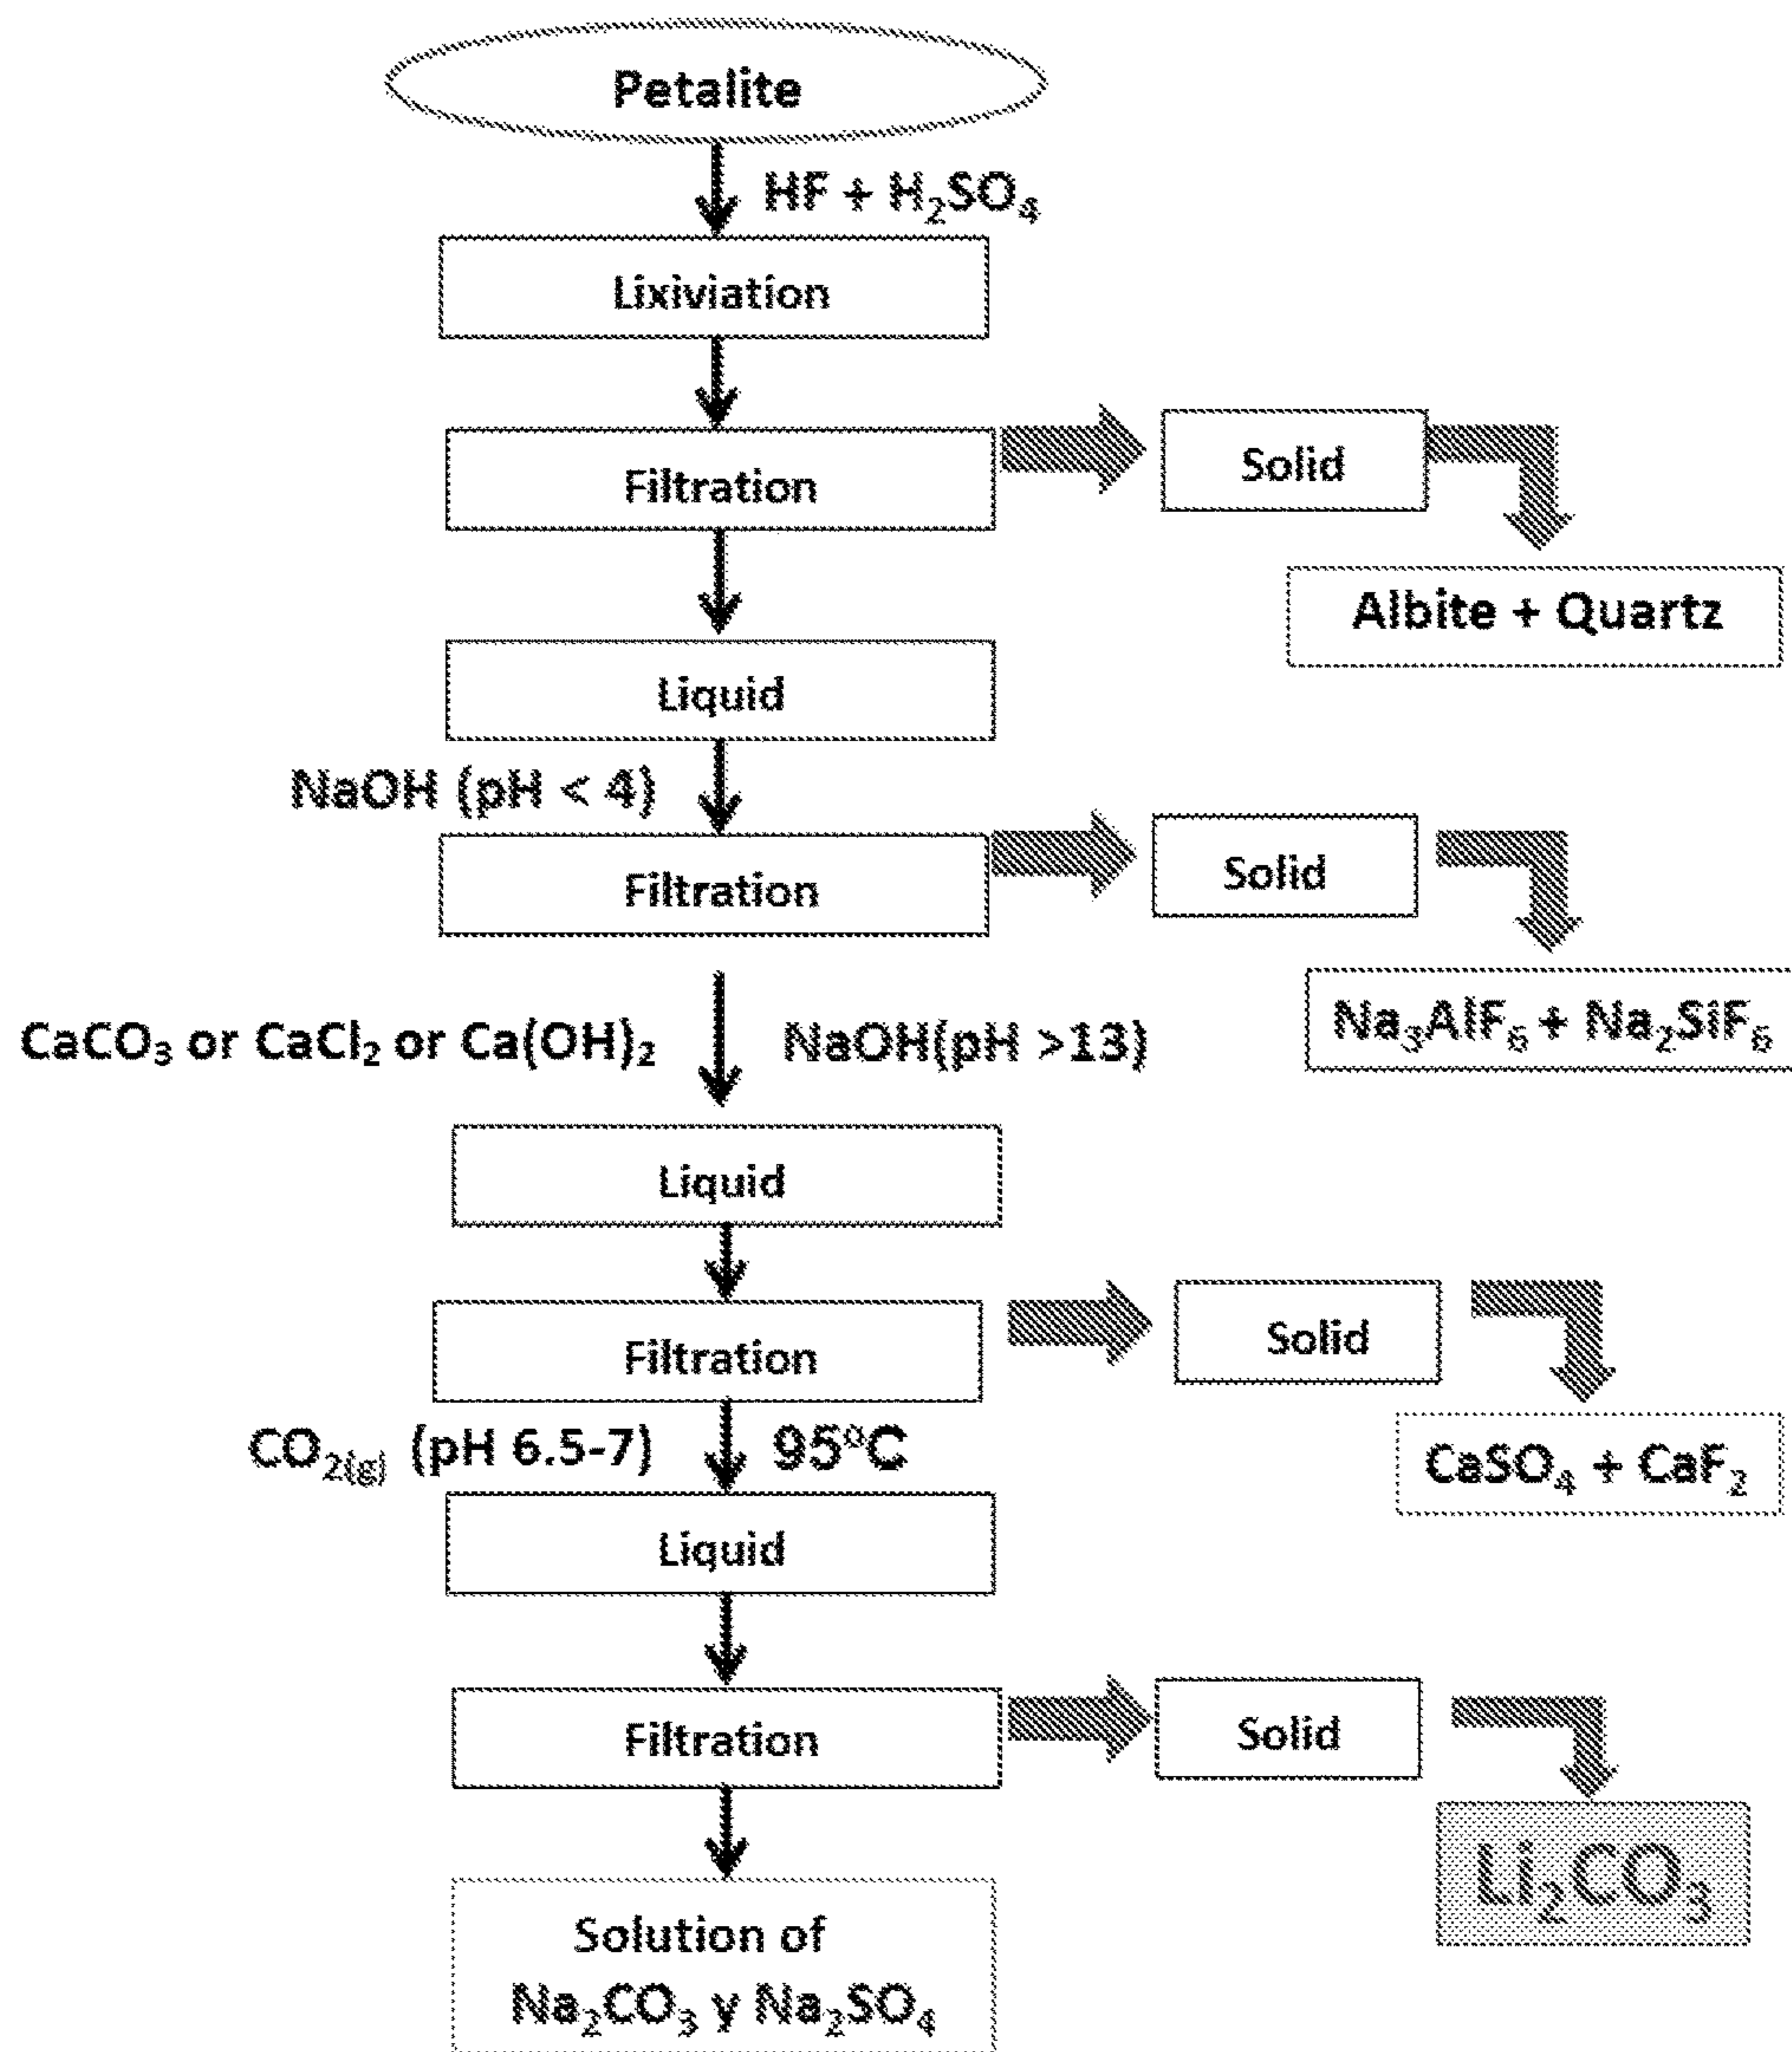 Petalite
HF + H₂SO₄
Lixiviation
Filtration
Solid
Albite + Quartz
Liquid
NaOH (pH < 4)
Filtration
Solid
Na₃AlF₆ + Na₂SiF₆
CaCO₃ or CaCl₂ or Ca(OH)₂
NaOH(pH >13)
Liquid
Filtration
Solid
CaSO₄ + CaF₂
CO₂(g) (pH 6.5-7)
95°C
Liquid
Filtration
Solid
Li₂CO₃
Solution of
Na₂CO₃ y Na₂SO₄